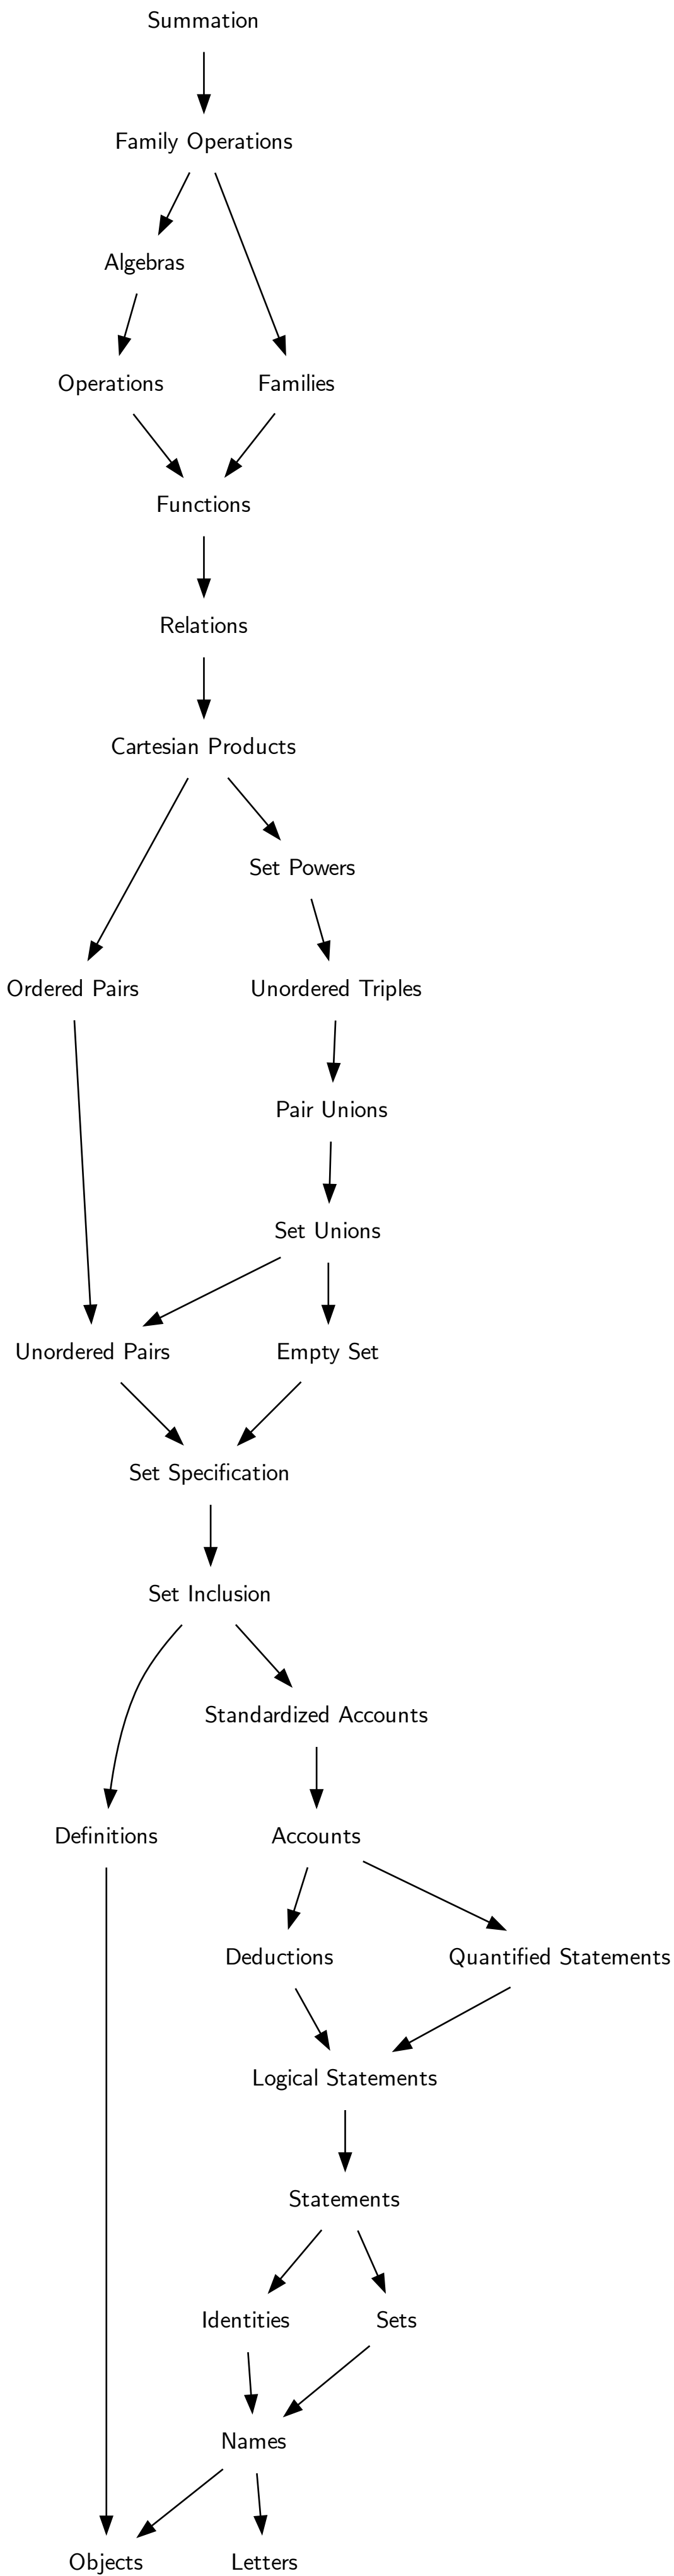 Summation
Family Operations
Algebras
Operations
Families
Functions
Relations
Cartesian Products
Set Powers
Ordered Pairs
Unordered Triples
Pair Unions
Set Unions
Unordered Pairs
Empty Set
Set Specification
Set Inclusion
Standardized Accounts
Definitions
Accounts
Deductions
Quantified Statements
Logical Statements
Statements
Identities
Sets
Names
Objects
Letters